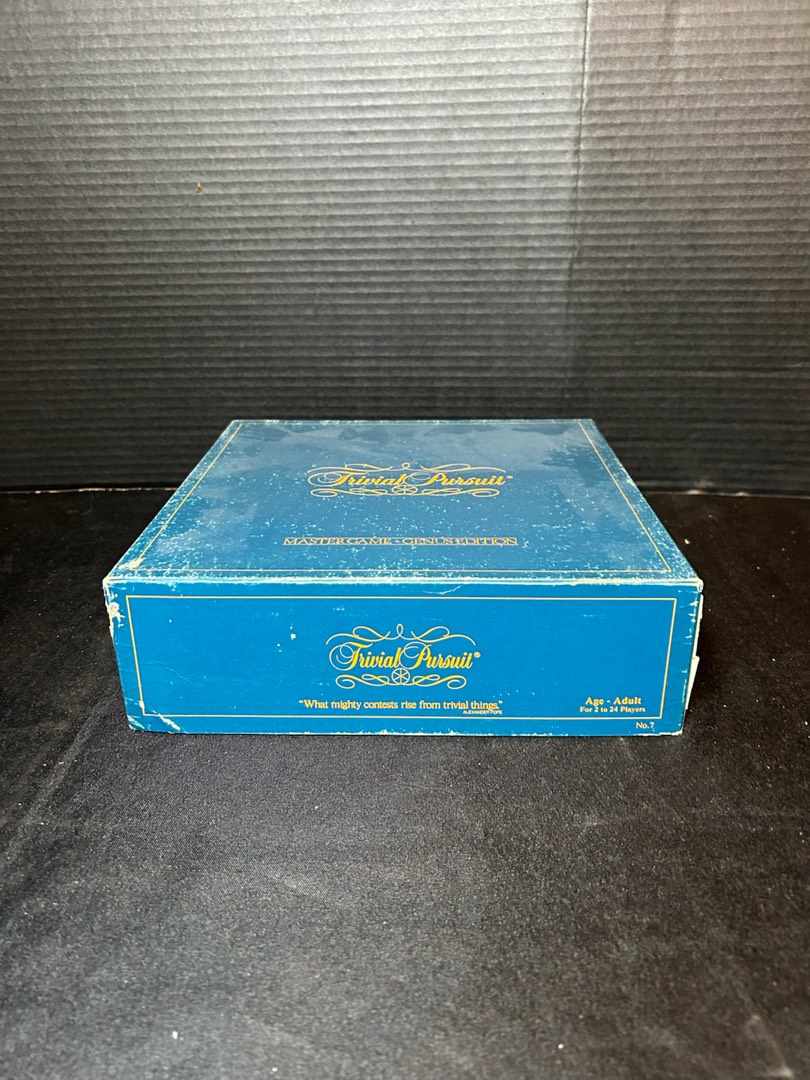 Trivial Pursuit®
MASTER GAME - GENUS EDITION
Trivial Pursuit®
"What mighty contests rise from trivial things."
ALEXANDER POPE
Age - Adult
For 2 to 24 Players
No. 7